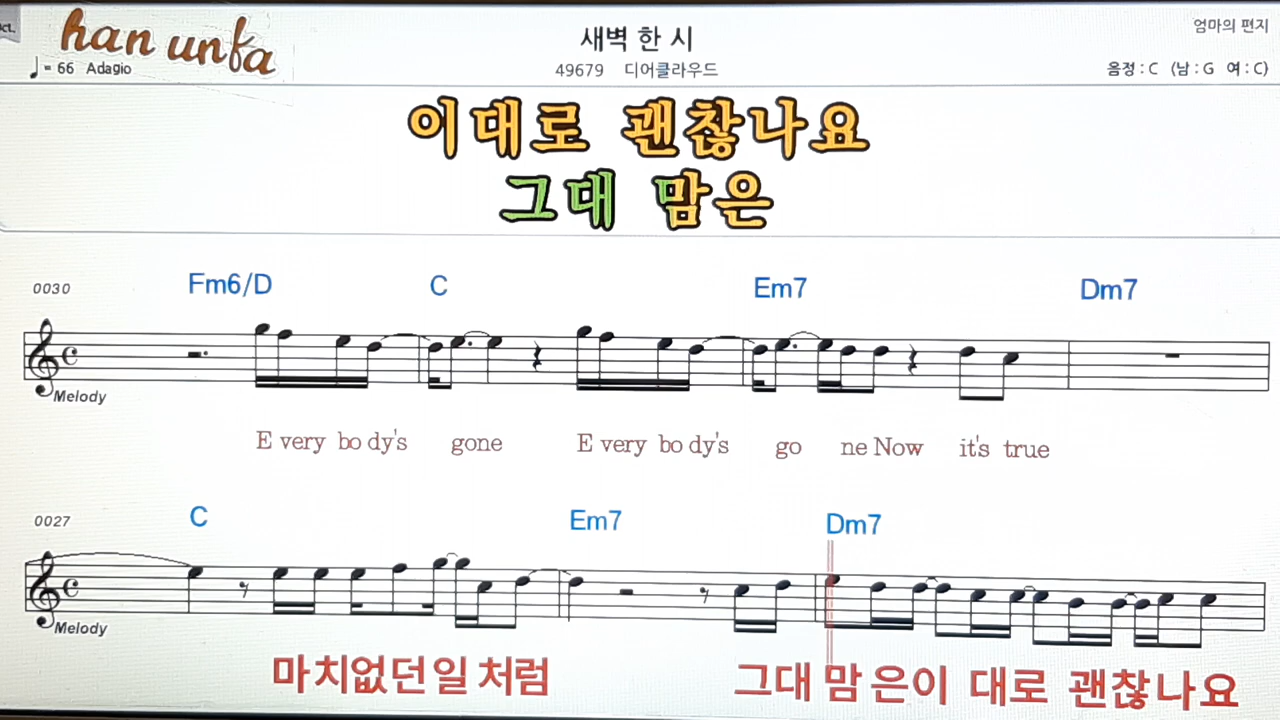 han unfa
새벽 한 시
엄마의 편지
♩= 66 Adagio
49679 디어클라우드
음정 : C (남 : G 여 : C)
이대로 괜찮나요
그대 맘은
0030
Fm6/D C Em7 Dm7
Melody
E very bo dy's gone E very bo dy's go ne Now it's true
0027
C Em7 Dm7
Melody
마치없던일처럼 그대맘은이 대로 괜찮나요